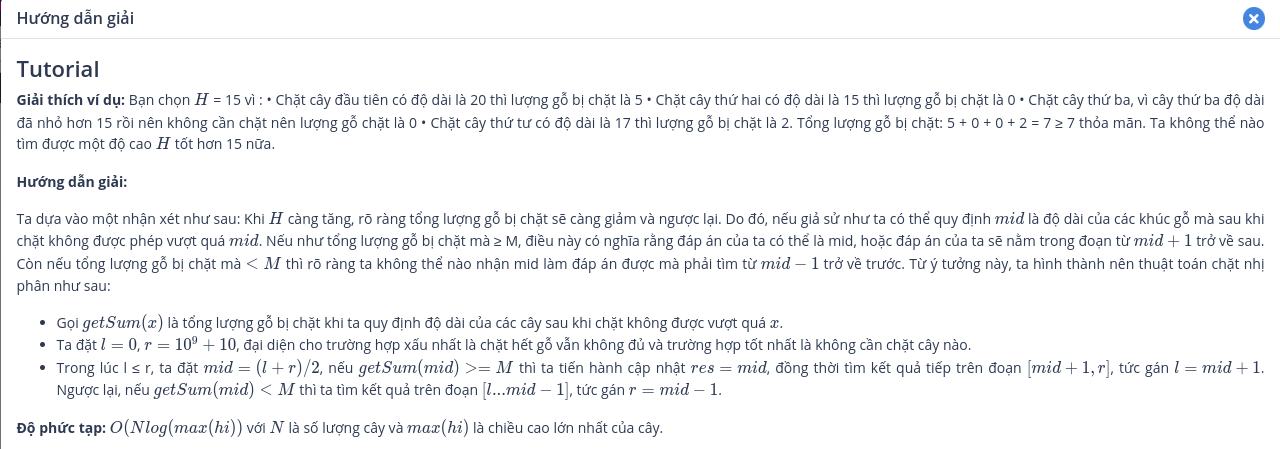 Hướng dẫn giải
Tutorial
Giải thích ví dụ: Bạn chọn H = 15 vì : • Chặt cây đầu tiên có độ dài là 20 thì lượng gỗ bị chặt là 5 • Chặt cây thứ hai có độ dài là 15 thì lượng gỗ bị chặt là 0 • Chặt cây thứ ba, vì cây thứ ba độ dài
đã nhỏ hơn 15 rồi nên không cần chặt nên lượng gỗ chặt là 0 • Chặt cây thứ tư có độ dài là 17 thì lượng gỗ bị chặt là 2. Tổng lượng gỗ bị chặt: 5 + 0 + 0 + 2 = 7 ≥ 7 thỏa mãn. Ta không thể nào
tìm được một độ cao H tốt hơn 15 nữa.
Hướng dẫn giải:
Ta dựa vào một nhận xét như sau: Khi H càng tăng, rõ ràng tổng lượng gỗ bị chặt sẽ càng giảm và ngược lại. Do đó, nếu giả sử như ta có thể quy định mid là độ dài của các khúc gỗ mà sau khi
chặt không được phép vượt quá mid. Nếu như tổng lượng gỗ bị chặt mà ≥ M, điều này có nghĩa rằng đáp án của ta có thể là mid, hoặc đáp án của ta sẽ nằm trong đoạn từ mid + 1 trở về sau.
Còn nếu tổng lượng gỗ bị chặt mà < M thì rõ ràng ta không thể nào nhận mid làm đáp án được mà phải tìm từ mid − 1 trở về trước. Từ ý tưởng này, ta hình thành nên thuật toán chặt nhị
phân như sau:
• Gọi getSum(x) là tổng lượng gỗ bị chặt khi ta quy định độ dài của các cây sau khi chặt không được vượt quá x.
• Ta đặt l = 0, r = 10⁹ + 10, đại diện cho trường hợp xấu nhất là chặt hết gỗ vẫn không đủ và trường hợp tốt nhất là không cần chặt cây nào.
• Trong lúc l ≤ r, ta đặt mid = (l + r)/2, nếu getSum(mid) >= M thì ta tiến hành cập nhật res = mid, đồng thời tìm kết quả tiếp trên đoạn [mid + 1, r], tức gán l = mid + 1.
Ngược lại, nếu getSum(mid) < M thì ta tìm kết quả trên đoạn [l...mid − 1], tức gán r = mid − 1.
Độ phức tạp: O(Nlog(max(hi)) với N là số lượng cây và max(hi) là chiều cao lớn nhất của cây.